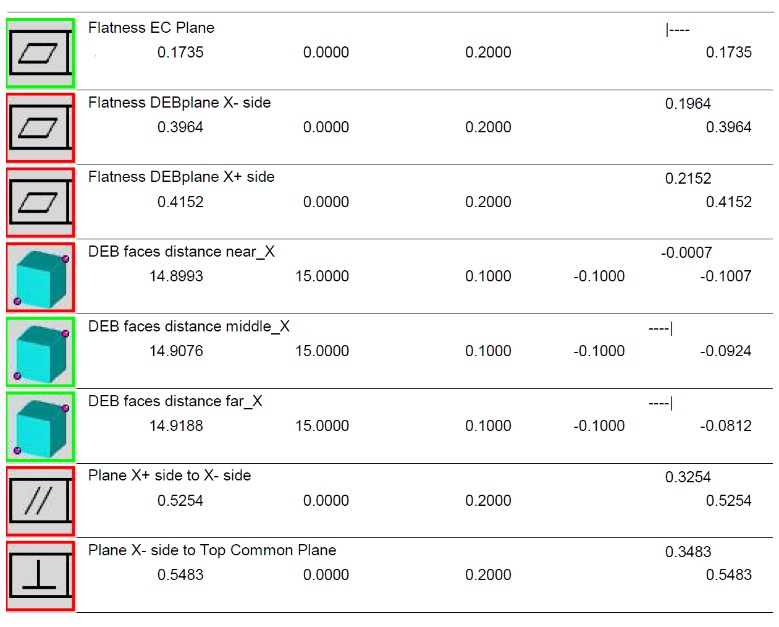 Flatness EC Plane |----
0.1735 0.0000 0.2000 0.1735
Flatness DEBplane X- side 0.1964
0.3964 0.0000 0.2000 0.3964
Flatness DEBplane X+ side 0.2152
0.4152 0.0000 0.2000 0.4152
DEB faces distance near_X -0.0007
14.8993 15.0000 0.1000 -0.1000 -0.1007
DEB faces distance middle_X ----|
14.9076 15.0000 0.1000 -0.1000 -0.0924
DEB faces distance far_X ----|
14.9188 15.0000 0.1000 -0.1000 -0.0812
Plane X+ side to X- side 0.3254
0.5254 0.0000 0.2000 0.5254
Plane X- side to Top Common Plane 0.3483
0.5483 0.0000 0.2000 0.5483